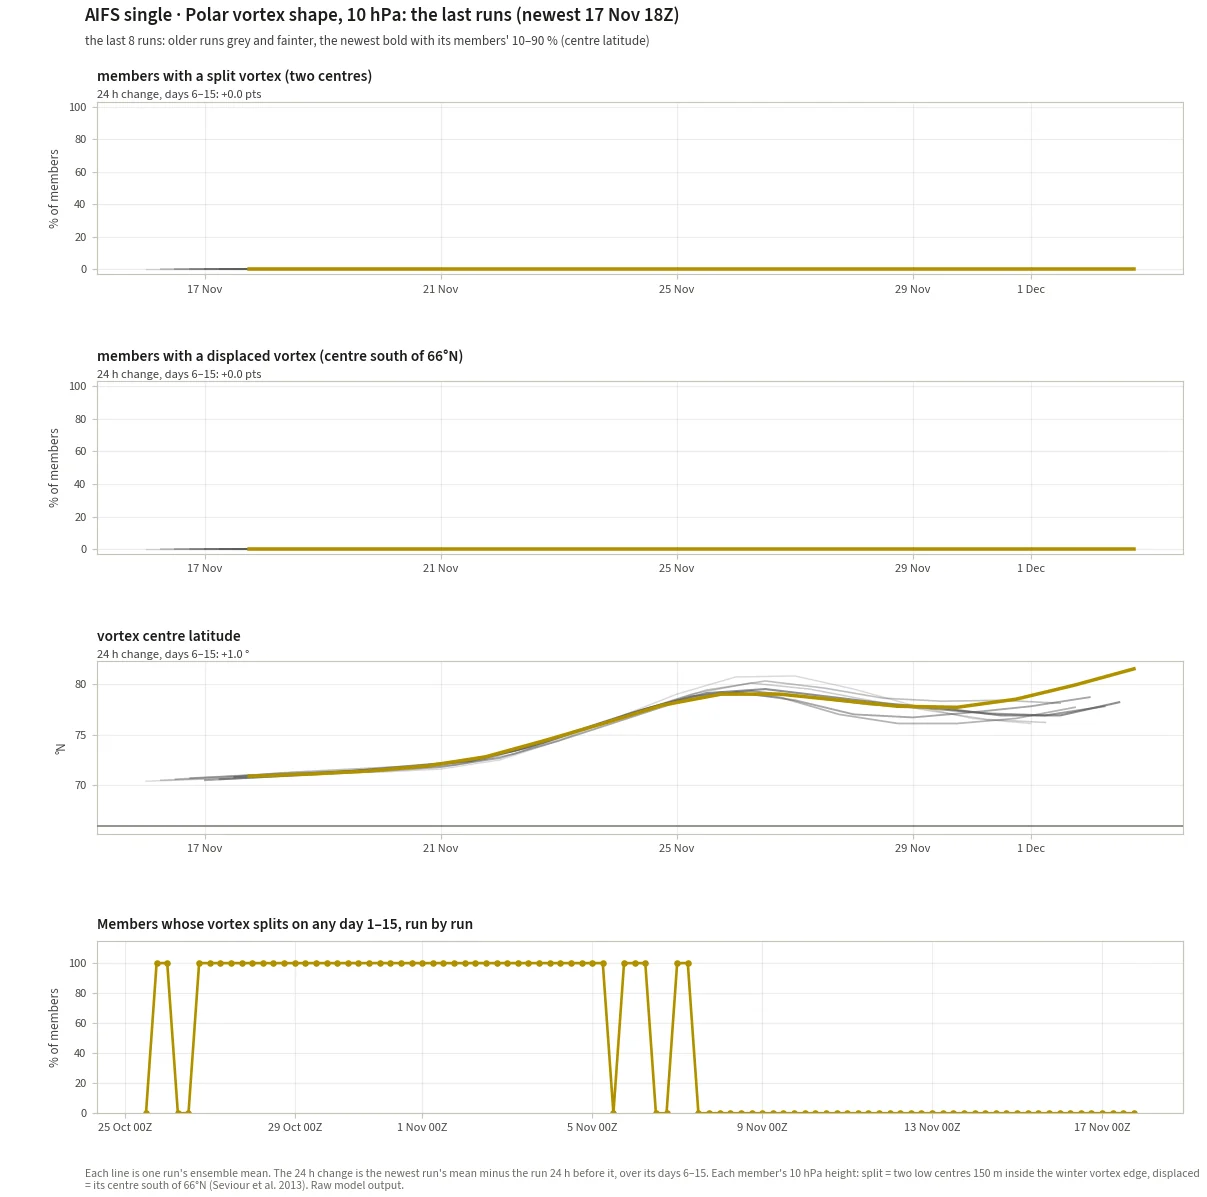 AIFS single · Polar vortex shape, 10 hPa: the last runs (newest 17 Nov 18Z)
the last 8 runs: older runs grey and fainter, the newest bold with its members' 10–90 % (centre latitude)
members with a split vortex (two centres)
24 h change, days 6–15: +0.0 pts
100
80
60
40
20
0
% of members
17 Nov
21 Nov
25 Nov
29 Nov
1 Dec
members with a displaced vortex (centre south of 66°N)
24 h change, days 6–15: +0.0 pts
100
80
60
40
20
0
% of members
17 Nov
21 Nov
25 Nov
29 Nov
1 Dec
vortex centre latitude
24 h change, days 6–15: +1.0 °
80
75
70
°N
17 Nov
21 Nov
25 Nov
29 Nov
1 Dec
Members whose vortex splits on any day 1–15, run by run
100
80
60
40
20
0
% of members
25 Oct 00Z
29 Oct 00Z
1 Nov 00Z
5 Nov 00Z
9 Nov 00Z
13 Nov 00Z
17 Nov 00Z
Each line is one run's ensemble mean. The 24 h change is the newest run's mean minus the run 24 h before it, over its days 6–15. Each member's 10 hPa height: split = two low centres 150 m inside the winter vortex edge, displaced
= its centre south of 66°N (Seviour et al. 2013). Raw model output.